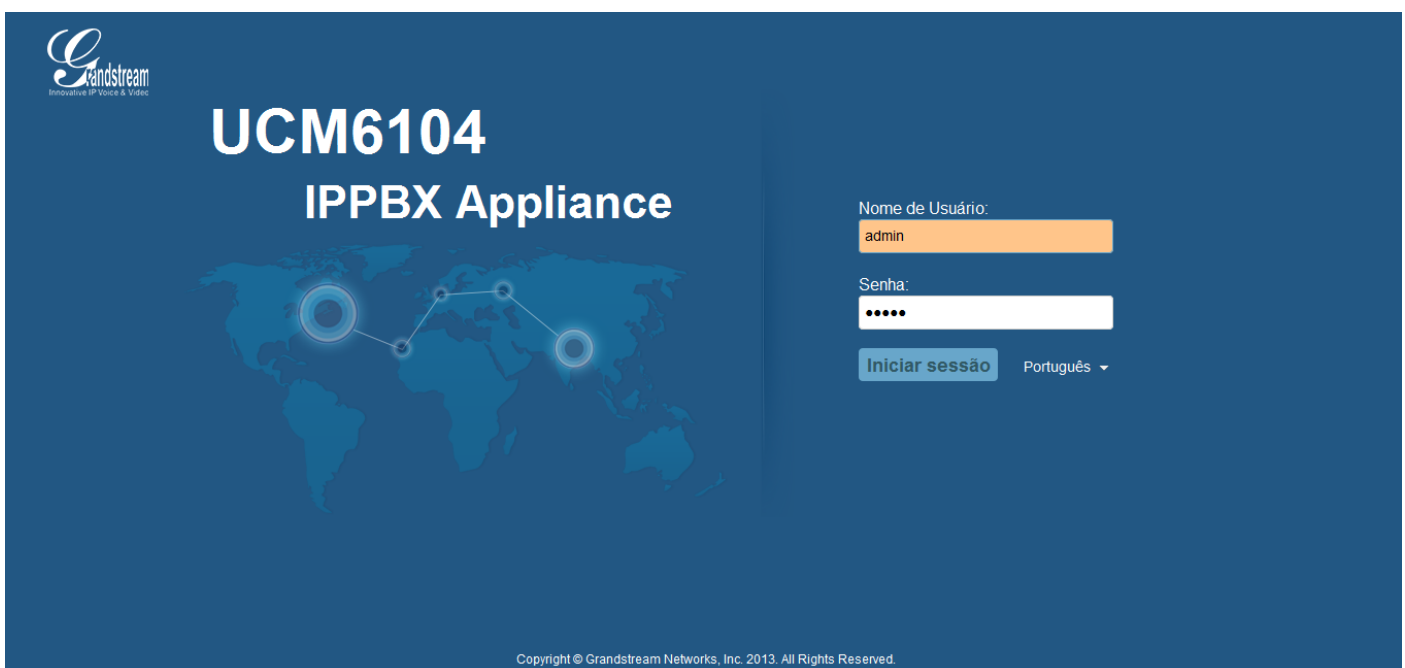 Grandstream
Innovative IP Voice & Video
UCM6104
IPPBX Appliance
Nome de Usuário:
admin
Senha:
•••••
Iniciar sessão
Português
Copyright © Grandstream Networks, Inc. 2013. All Rights Reserved.